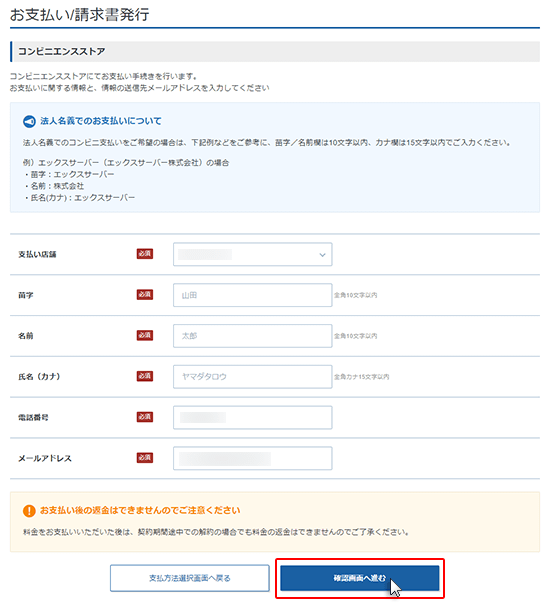 お支払い/請求書発行
コンビニエンスストア
コンビニエンスストアにてお支払い手続きを行います。
お支払いに関する情報と、情報の送信先メールアドレスを入力してください
法人名義でのお支払いについて
法人名義でのコンビニ支払いをご希望の場合は、下記例などをご参考に、苗字／名前欄は10文字以内、カナ欄は15文字以内でご入力ください。
例）エックスサーバー（エックスサーバー株式会社）の場合
・苗字：エックスサーバー
・名前：株式会社
・氏名(カナ)：エックスサーバー
支払い店舗 必須
苗字 必須 山田 全角10文字以内
名前 必須 太郎 全角10文字以内
氏名（カナ） 必須 ヤマダタロウ 全角カナ15文字以内
電話番号 必須
メールアドレス 必須
お支払い後の返金はできませんのでご注意ください
料金をお支払いいただいた後は、契約期間途中での解約の場合でも料金の返金はできませんのでご了承ください。
支払方法選択画面へ戻る 確認画面へ進む